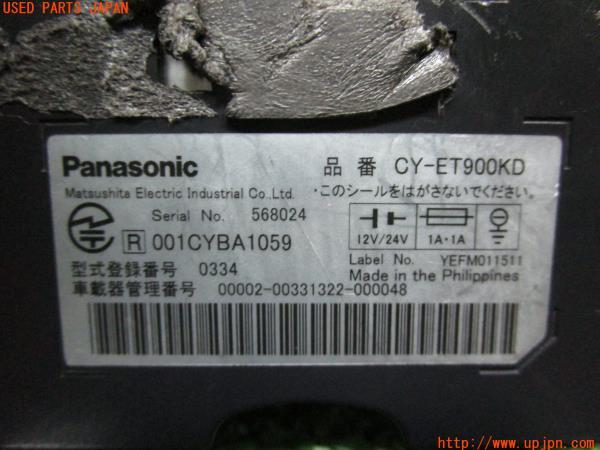 USED PARTS JAPAN
Panasonic 品番 CY-ET900KD
Matsushita Electric Industrial Co.,Ltd. ・このシールをはがさないでください。
Serial No. 568024
R 001CYBA1059
12V/24V 1A・1A
型式登録番号 0334 Label No. YEFM011511
Made in the Philippines
車載器管理番号 00002-00331322-000048
http://www.upjpn.com/